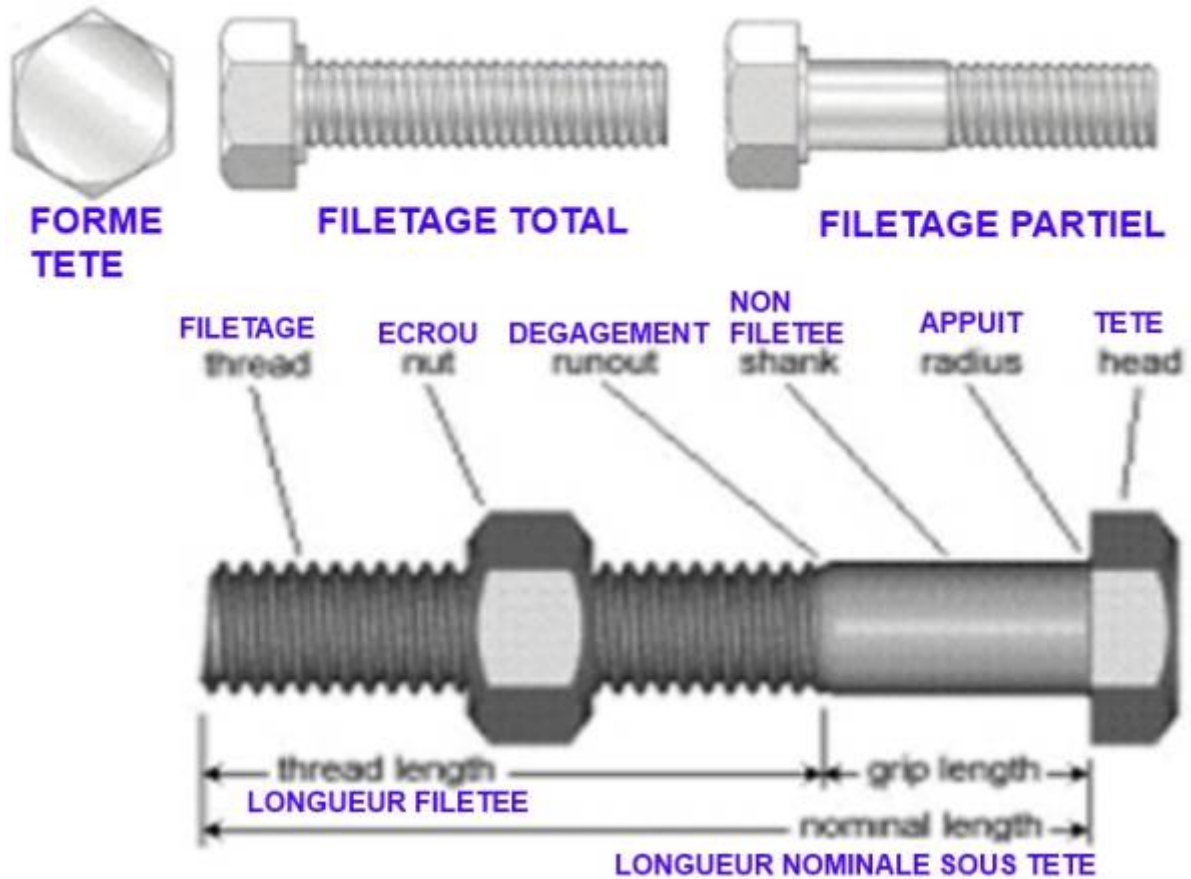 FORME
TETE
FILETAGE TOTAL
FILETAGE PARTIEL
FILETAGE
thread
ECROU
nut
DEGAGEMENT
runout
NON
FILETEE
shank
APPUIT
radius
TETE
head
thread length
grip length
LONGUEUR FILETEE
nominal length
LONGUEUR NOMINALE SOUS TETE